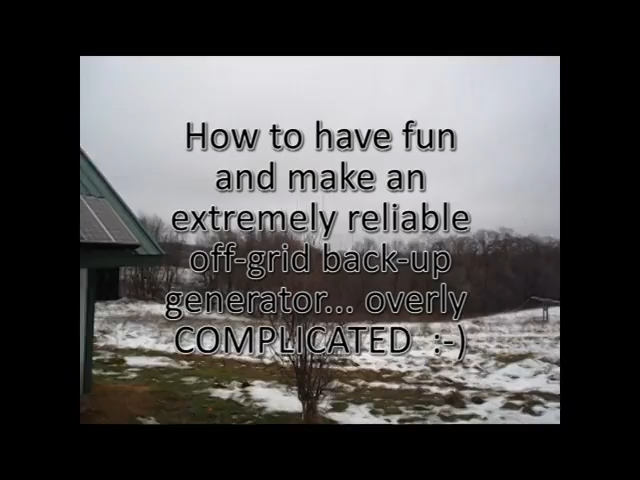 How to have fun
and make an
extremely reliable
off-grid back-up
generator... overly
COMPLICATED :-)